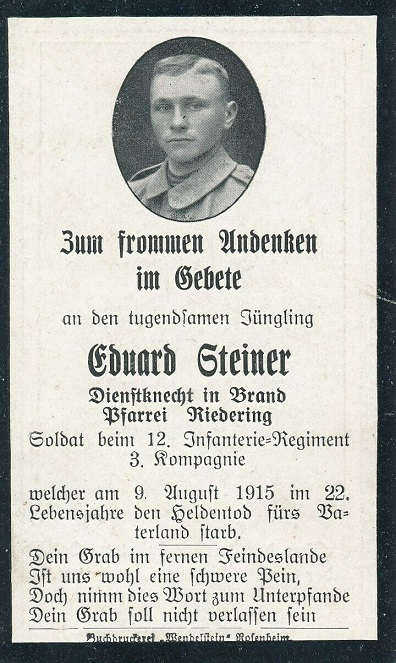 Zum frommen Andenken
im Gebete
an den tugendsamen Jüngling
Eduard Steiner
Dienstknecht in Brand
Pfarrei Riedering
Soldat beim 12. Infanterie-Regiment
3. Kompagnie
welcher am 9. August 1915 im 22.
Lebensjahre den Heldentod fürs Va-
terland starb.
Dein Grab im fernen Feindeslande
Ist uns wohl eine schwere Pein,
Doch nimm dies Wort zum Unterpfande
Dein Grab soll nicht verlassen sein
Buchdruckerei „Wendelstein" Rosenheim.